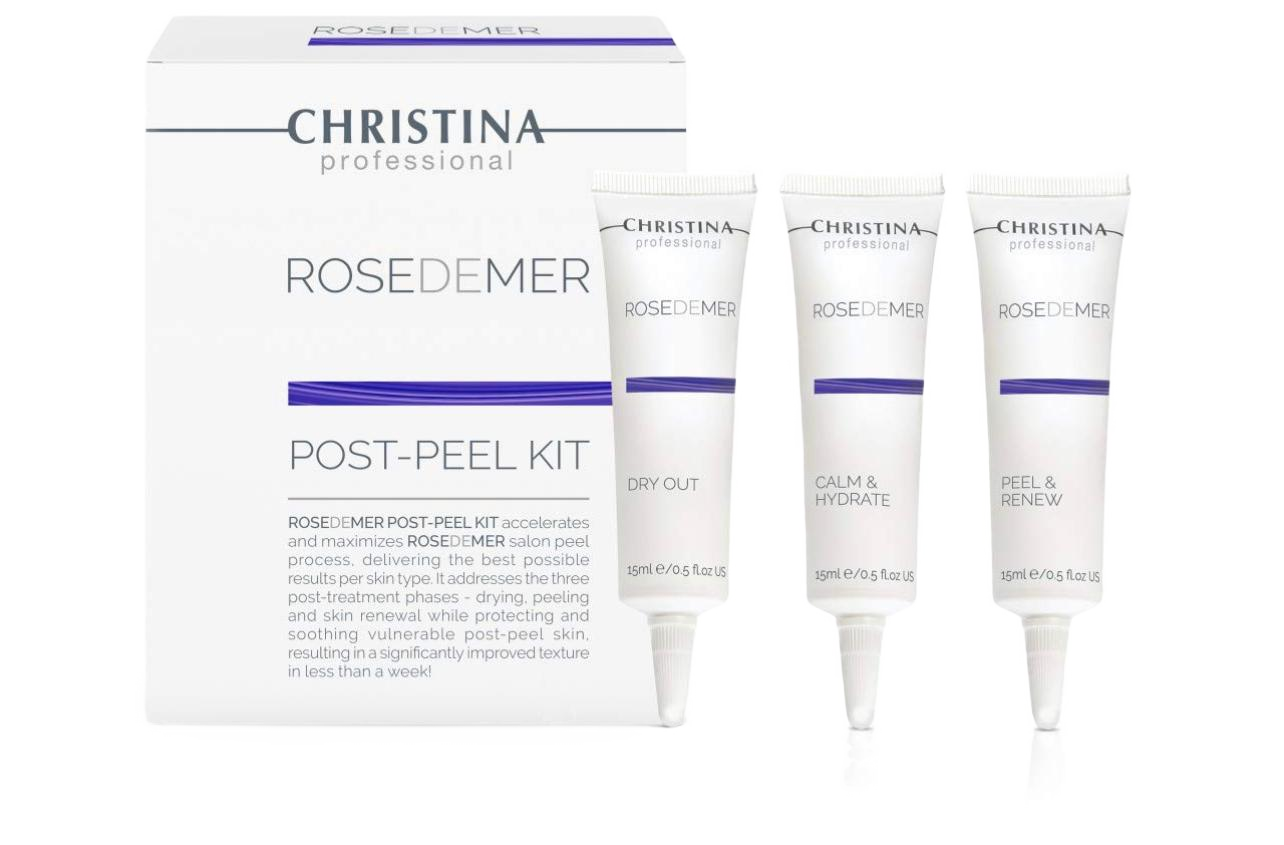 ROSEDEMER
CHRISTINA
professional
ROSEDEMER
POST-PEEL KIT
ROSEDEMER POST-PEEL KIT accelerates
and maximizes ROSEDEMER salon peel
process, delivering the best possible
results per skin type. It addresses the three
post-treatment phases - drying, peeling
and skin renewal while protecting and
soothing vulnerable post-peel skin,
resulting in a significantly improved texture
in less than a week!
CHRISTINA
professional
ROSEDEMER
DRY OUT
15ml e/0.5 fl.oz US
CHRISTINA
professional
ROSEDEMER
CALM &
HYDRATE
15ml e/0.5 fl.oz US
CHRISTINA
professional
ROSEDEMER
PEEL &
RENEW
15ml e/0.5 fl.oz US